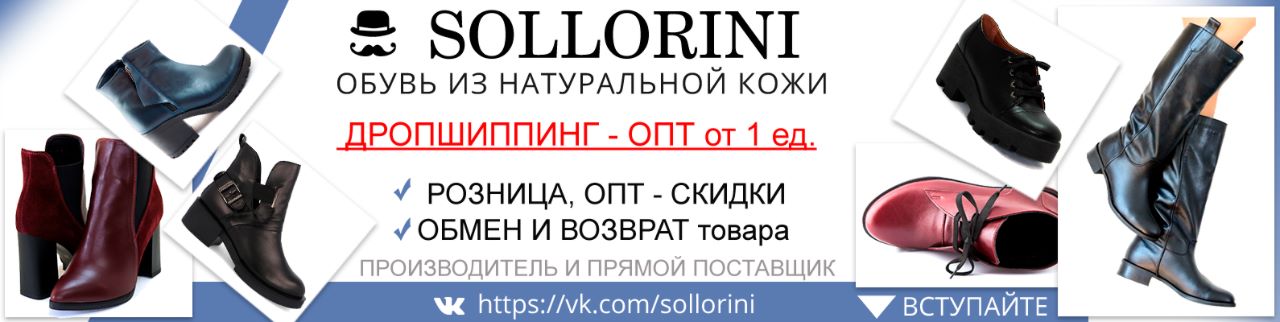 SOLLORINI
ОБУВЬ ИЗ НАТУРАЛЬНОЙ КОЖИ
ДРОПШИППИНГ - ОПТ от 1 ед.
РОЗНИЦА, ОПТ - СКИДКИ
ОБМЕН И ВОЗВРАТ товара
ПРОИЗВОДИТЕЛЬ И ПРЯМОЙ ПОСТАВЩИК
https://vk.com/sollorini
ВСТУПАЙТЕ